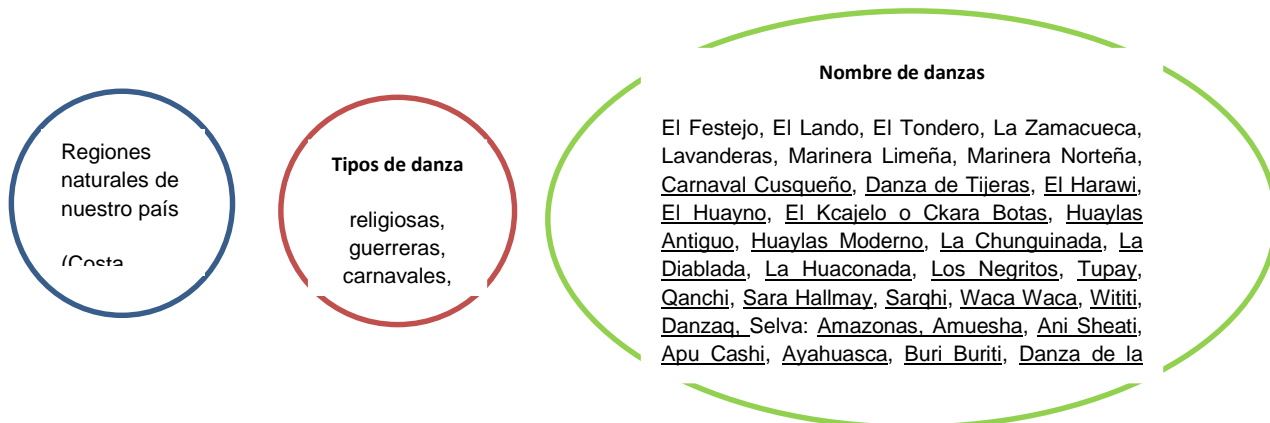 Regiones
naturales de
nuestro país
(Costa
Tipos de danza
religiosas,
guerreras,
carnavales,
Nombre de danzas
El Festejo, El Lando, El Tondero, La Zamacueca,
Lavanderas, Marinera Limeña, Marinera Norteña,
Carnaval Cusqueño, Danza de Tijeras, El Harawi,
El Huayno, El Kcajelo o Ckara Botas, Huaylas
Antiguo, Huaylas Moderno, La Chunguinada, La
Diablada, La Huaconada, Los Negritos, Tupay,
Qanchi, Sara Hallmay, Sarqhi, Waca Waca, Wititi,
Danzaq, Selva: Amazonas, Amuesha, Ani Sheati,
Apu Cashi, Ayahuasca, Buri Buriti, Danza de la